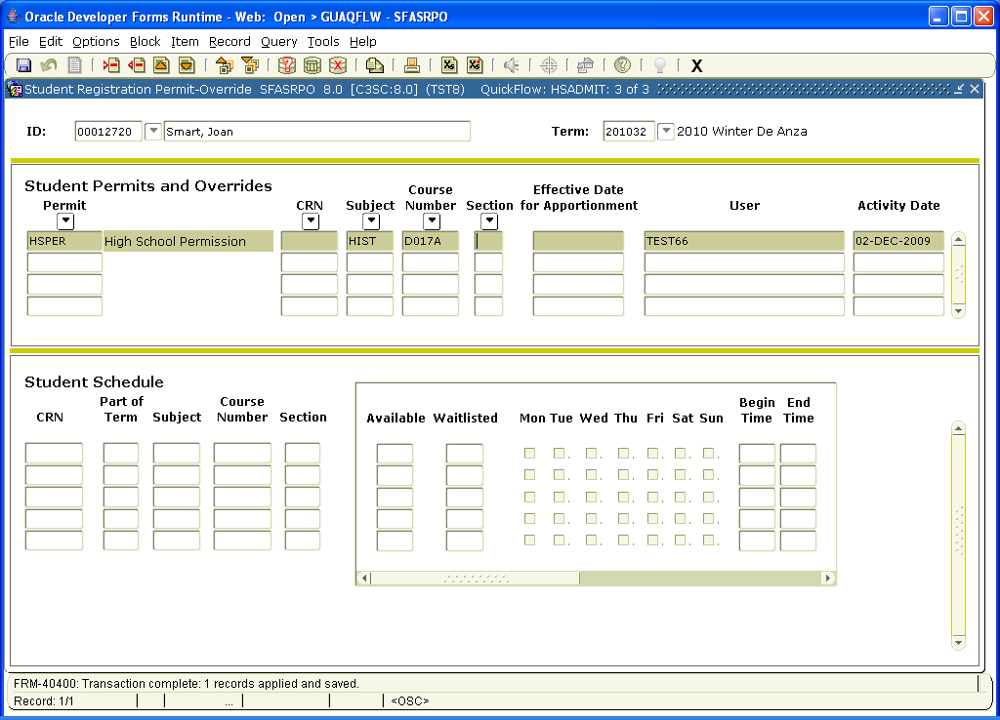 Oracle Developer Forms Runtime - Web: Open > GUAQFLW - SFASRPO
File Edit Options Block Item Record Query Tools Help
Student Registration Permit-Override SFASRPO 8.0 [C3SC:8.0] (TST8) QuickFlow: HSADMIT: 3 of 3
ID: 00012720 Smart, Joan Term: 201032 2010 Winter De Anza
Student Permits and Overrides
Course Effective Date
Permit CRN Subject Number Section for Apportionment User Activity Date
HSPER High School Permission HIST D017A TEST66 02-DEC-2009
Student Schedule
Part of Course Begin End
CRN Term Subject Number Section Available Waitlisted Mon Tue Wed Thu Fri Sat Sun Time Time
FRM-40400: Transaction complete: 1 records applied and saved.
Record: 1/1 ... <OSC>